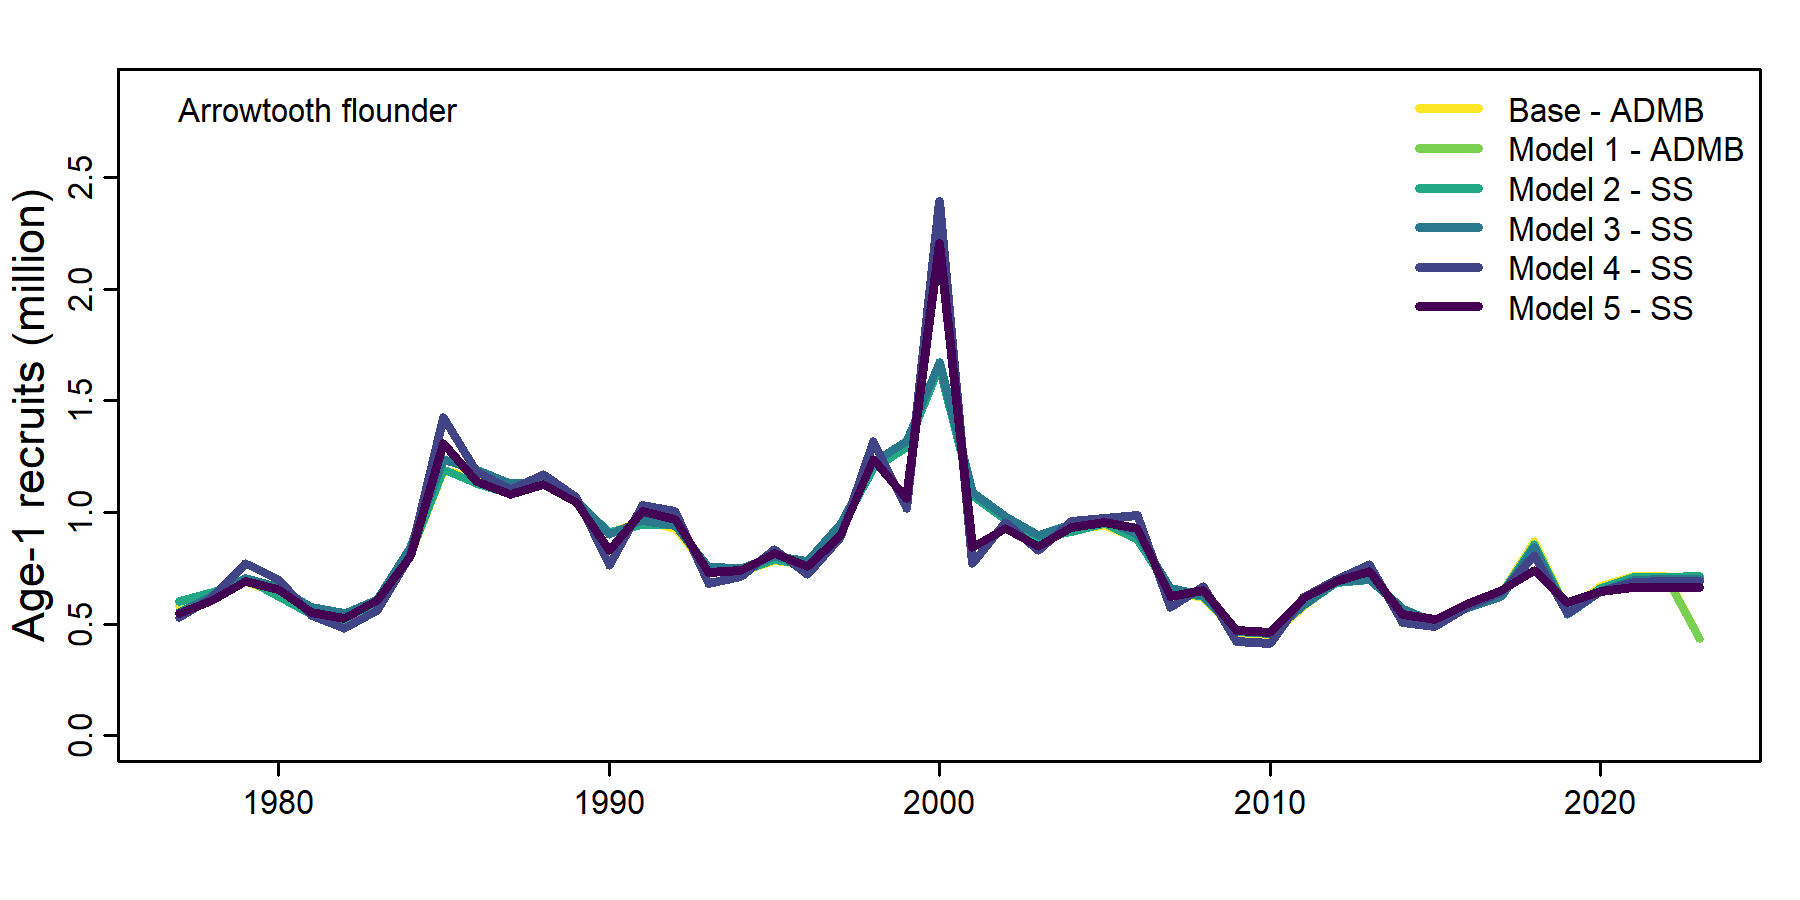 Arrowtooth flounder
Base - ADMB
Model 1 - ADMB
Model 2 - SS
Model 3 - SS
Model 4 - SS
Model 5 - SS
Age-1 recruits (million)
2.5
2.0
1.5
1.0
0.5
0.0
1980
1990
2000
2010
2020